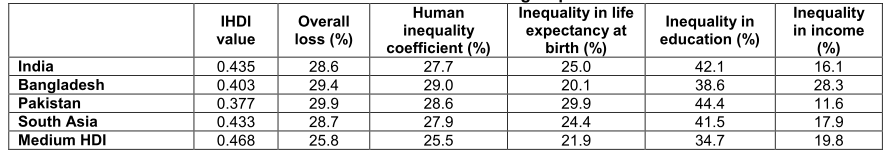 IHDI value	Overall loss (%)	Human inequality coefficient (%)	Inequality in life expectancy at birth (%)	Inequality in education (%)	Inequality in income (%)
India	0.435	28.6	27.7	25.0	42.1	16.1
Bangladesh	0.403	29.4	29.0	20.1	38.6	28.3
Pakistan	0.377	29.9	28.6	29.9	44.4	11.6
South Asia	0.433	28.7	27.9	24.4	41.5	17.9
Medium HDI	0.468	25.8	25.5	21.9	34.7	19.8